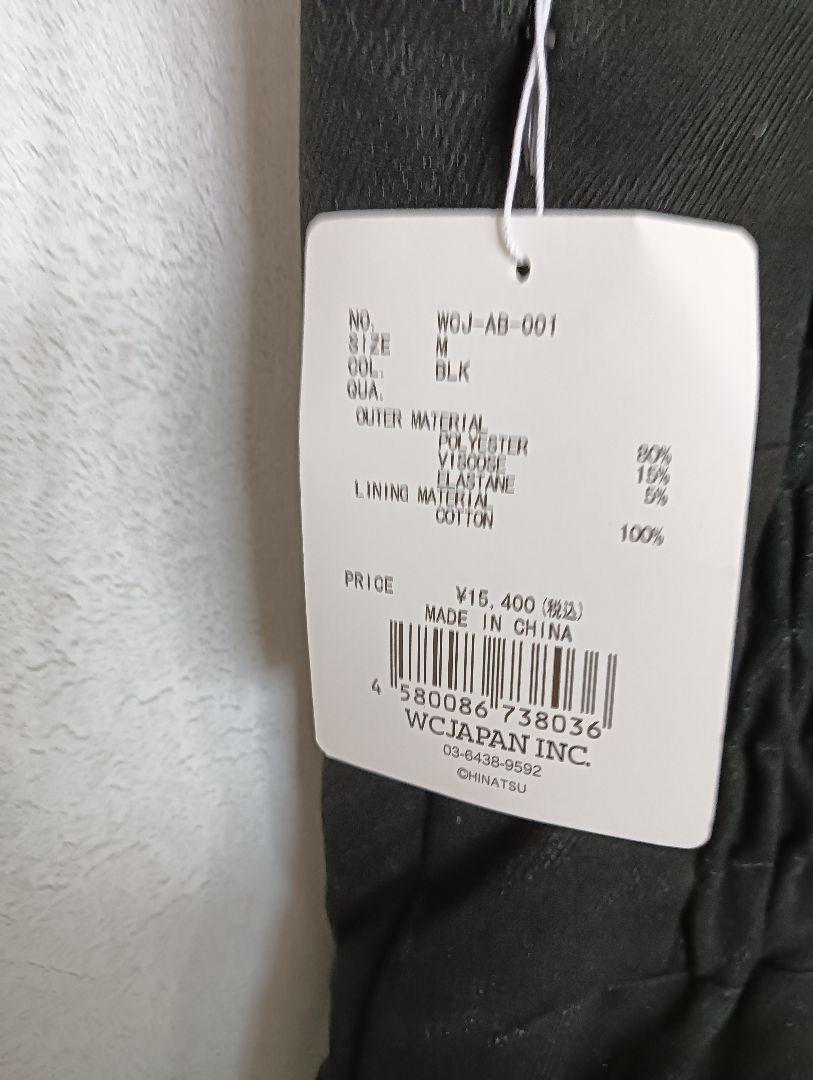 NO. WCJ-AB-001
SIZE M
COL. BLK
QUA.
OUTER MATERIAL
POLYESTER 80%
VISCOSE 15%
ELASTANE 5%
LINING MATERIAL
COTTON 100%
PRICE ¥15,400(税込)
MADE IN CHINA
4 580086 738036
WCJAPAN INC.
03-6438-9592
©HINATSU